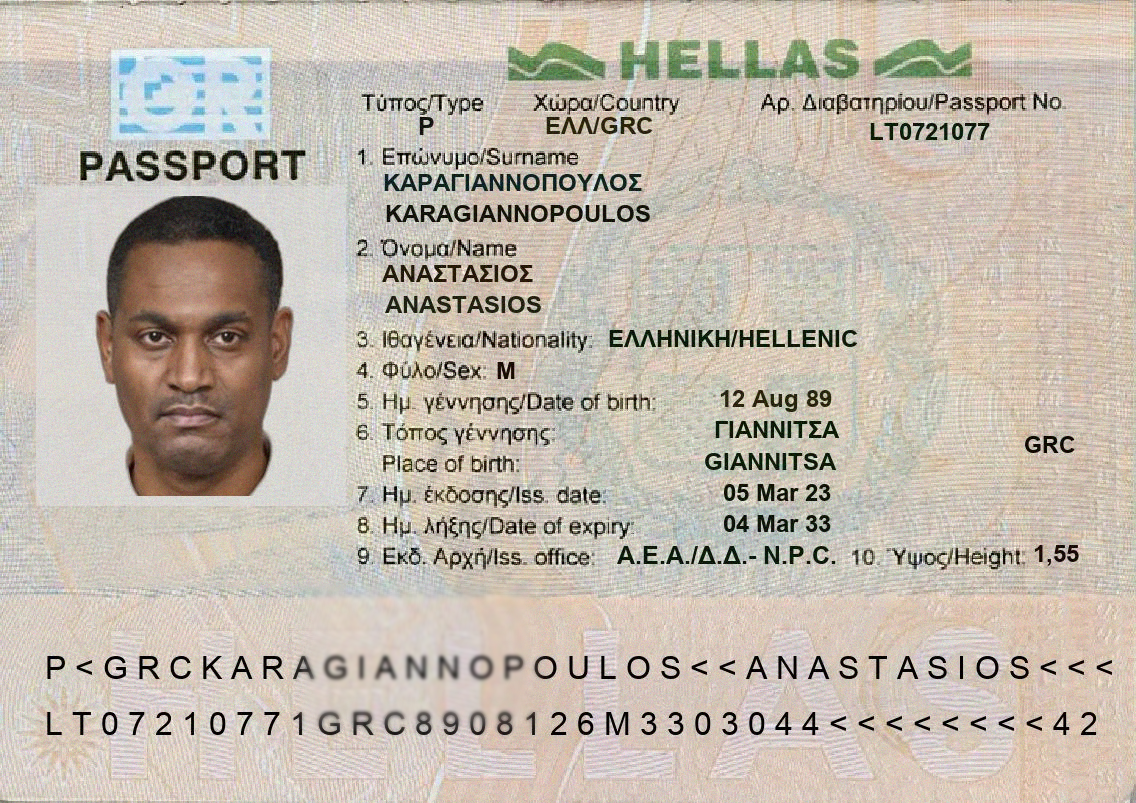 GR
HELLAS
PASSPORT
Τύπος/Type Χώρα/Country Αρ. Διαβατηρίου/Passport No.
P ΕΛΛ/GRC LT0721077
1. Επώνυμο/Surname
ΚΑΡΑΓΙΑΝΝΟΠΟΥΛΟΣ
KARAGIANNOPOULOS
2. Όνομα/Name
ΑΝΑΣΤΑΣΙΟΣ
ANASTASIOS
3. Ιθαγένεια/Nationality: ΕΛΛΗΝΙΚΗ/HELLENIC
4. Φύλο/Sex: M
5. Ημ. γέννησης/Date of birth: 12 Aug 89
6. Τόπος γέννησης: ΓΙΑΝΝΙΤΣΑ
Place of birth: GIANNITSA GRC
7. Ημ. έκδοσης/Iss. date: 05 Mar 23
8. Ημ. λήξης/Date of expiry: 04 Mar 33
9 Εκδ. Αρχή/Iss. office: Α.Ε.Α./Δ.Δ.- N.P.C. 10. Ύψος/Height: 1,55
HELLAS
P<GRCKARAGIANNOPOULOS<<ANASTASIOS<<<
LT07210771GRC8908126M3303044<<<<<<<<42